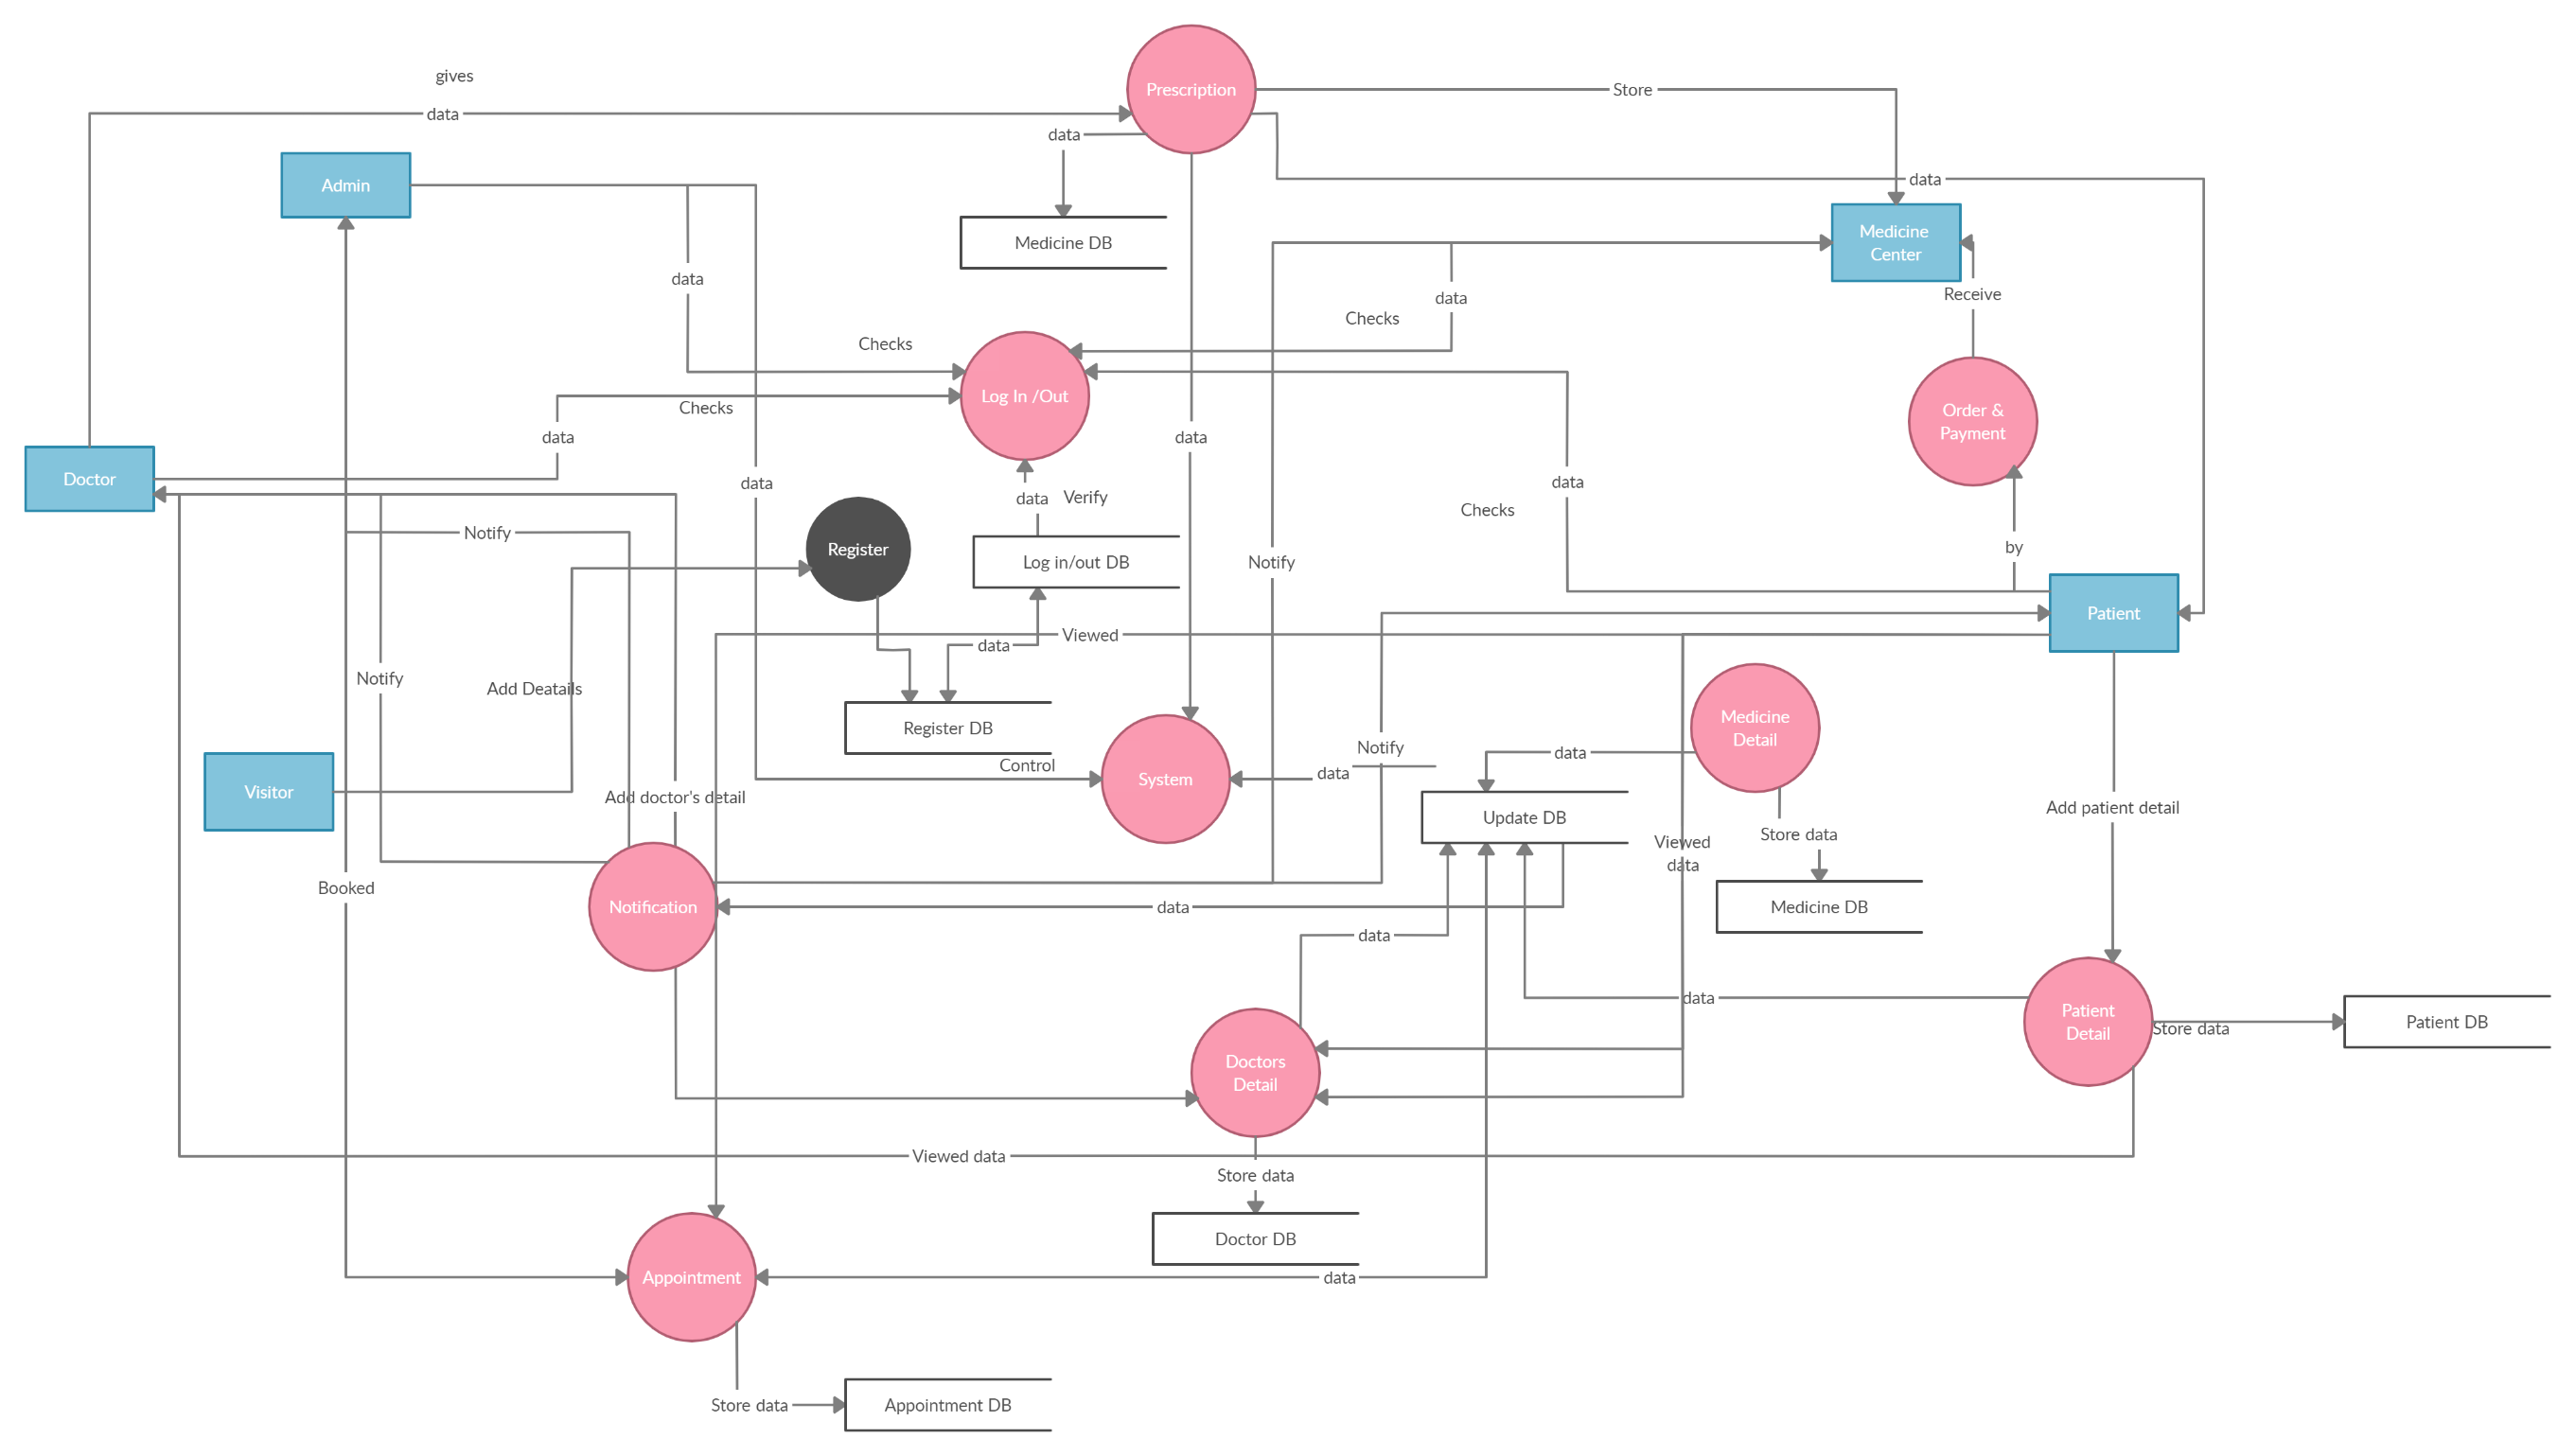 gives
Prescription
Store
data
data
data
Admin
Medicine
Center
Medicine DB
data
data
Receive
Checks
Checks
Log In /Out
Checks
Order &
Payment
data
data
Doctor
data
data
data
Verify
Checks
Notify
Register
by
Log in/out DB
Notify
Patient
Viewed
data
Notify
Add Deatails
Medicine
Detail
Register DB
Notify
data
Control
data
System
Visitor
Add doctor's detail
Add patient detail
Update DB
Store data
Viewed
data
Booked
Notification
data
Medicine DB
data
data
Patient
Detail
Store data
Patient DB
Doctors
Detail
Viewed data
Store data
Doctor DB
Appointment
data
Store data
Appointment DB